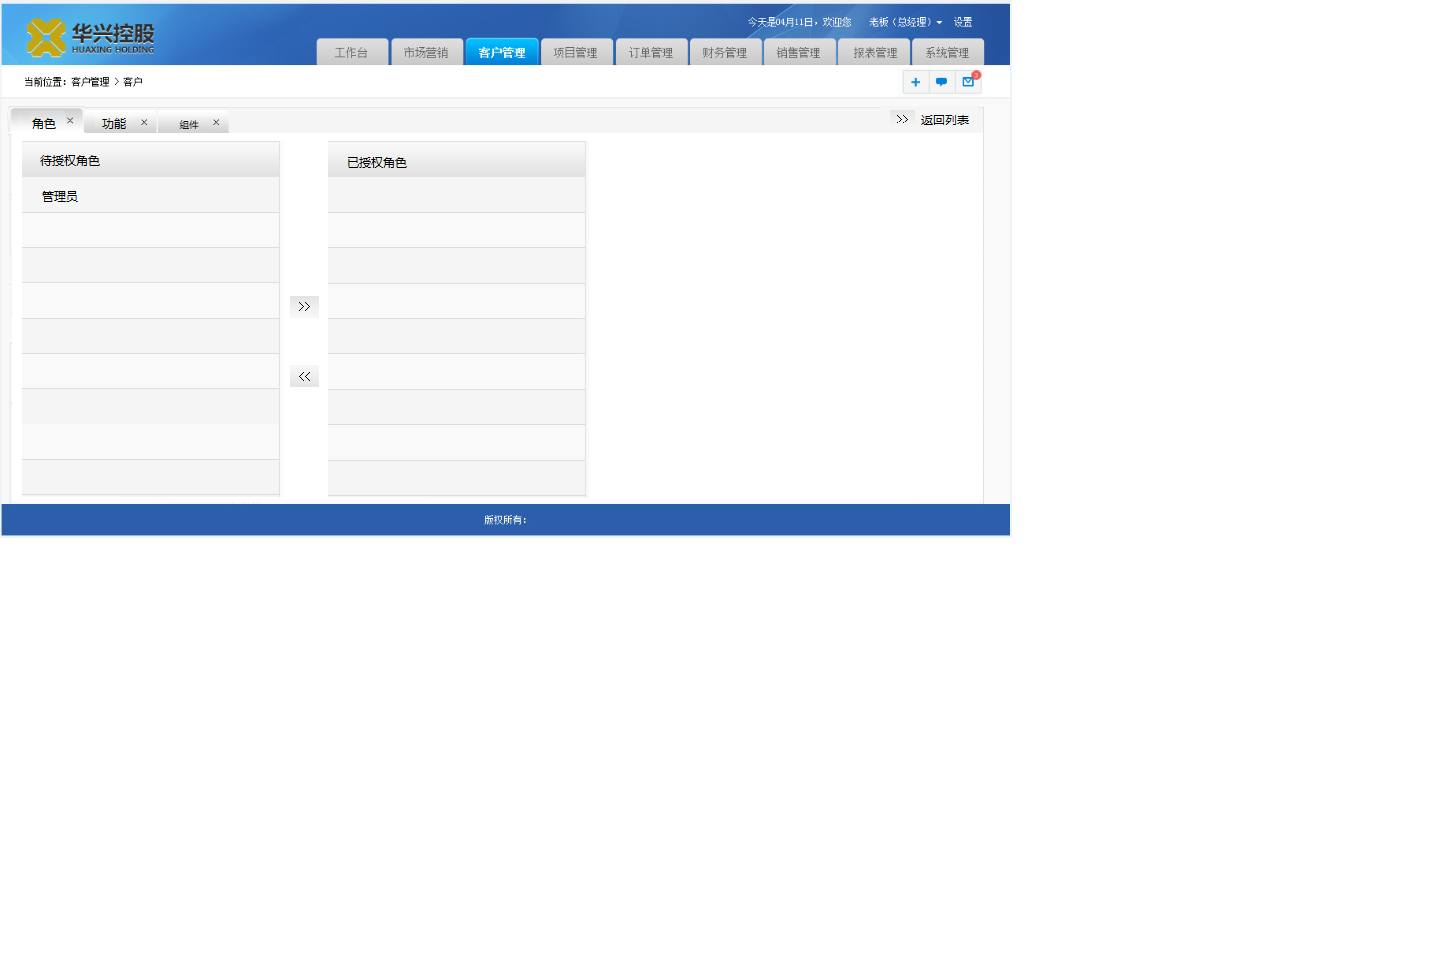 华兴控股
HUAXING HOLDING
今天是04月11日，欢迎您 老板（总经理） 设置
工作台 市场营销 客户管理 项目管理 订单管理 财务管理 销售管理 报表管理 系统管理
当前位置：客户管理 > 客户
角色 × 功能 × 组件 × >> 返回列表
待授权角色 已授权角色
管理员
>>
<<
版权所有：